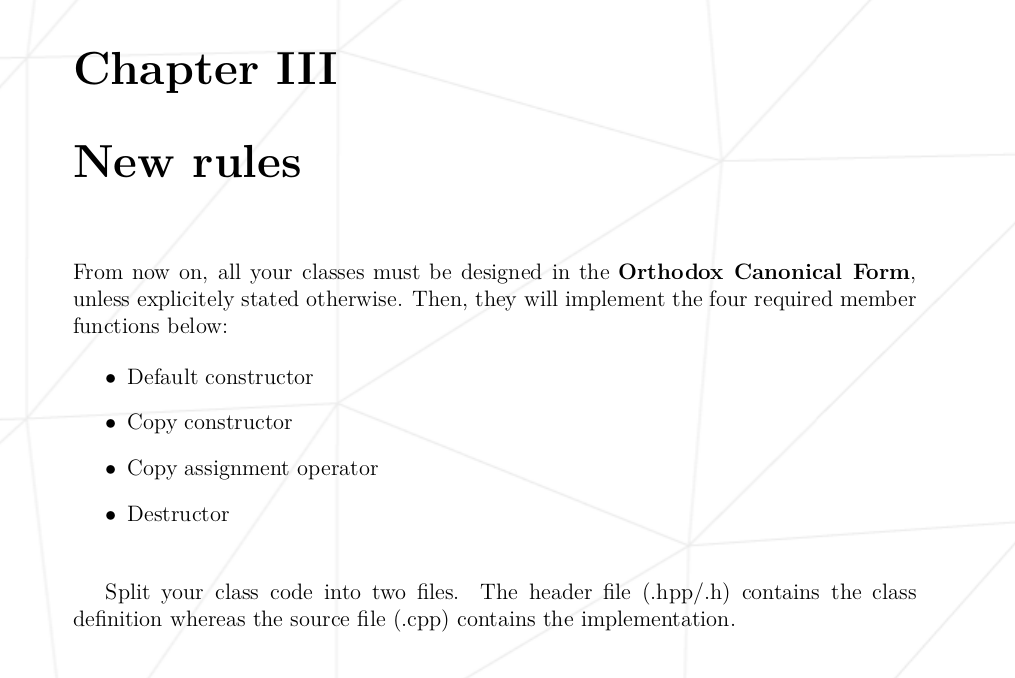 Chapter III
New rules
From now on, all your classes must be designed in the Orthodox Canonical Form,
unless explicitely stated otherwise. Then, they will implement the four required member
functions below:
• Default constructor
• Copy constructor
• Copy assignment operator
• Destructor
Split your class code into two files. The header file (.hpp/.h) contains the class
definition whereas the source file (.cpp) contains the implementation.